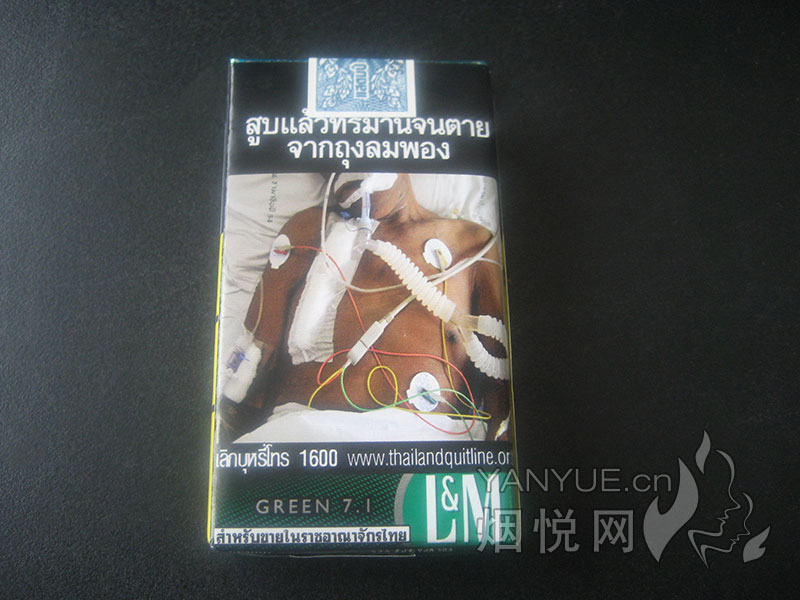 สูบแล้วทรมานจนตาย
จากถุงลมพอง
เลิกบุหรี่โทร 1600 www.thailandquitline.or
GREEN 7.1
L&M
สำหรับขายในราชอาณาจักรไทย
YANYUE.cn
烟悦网